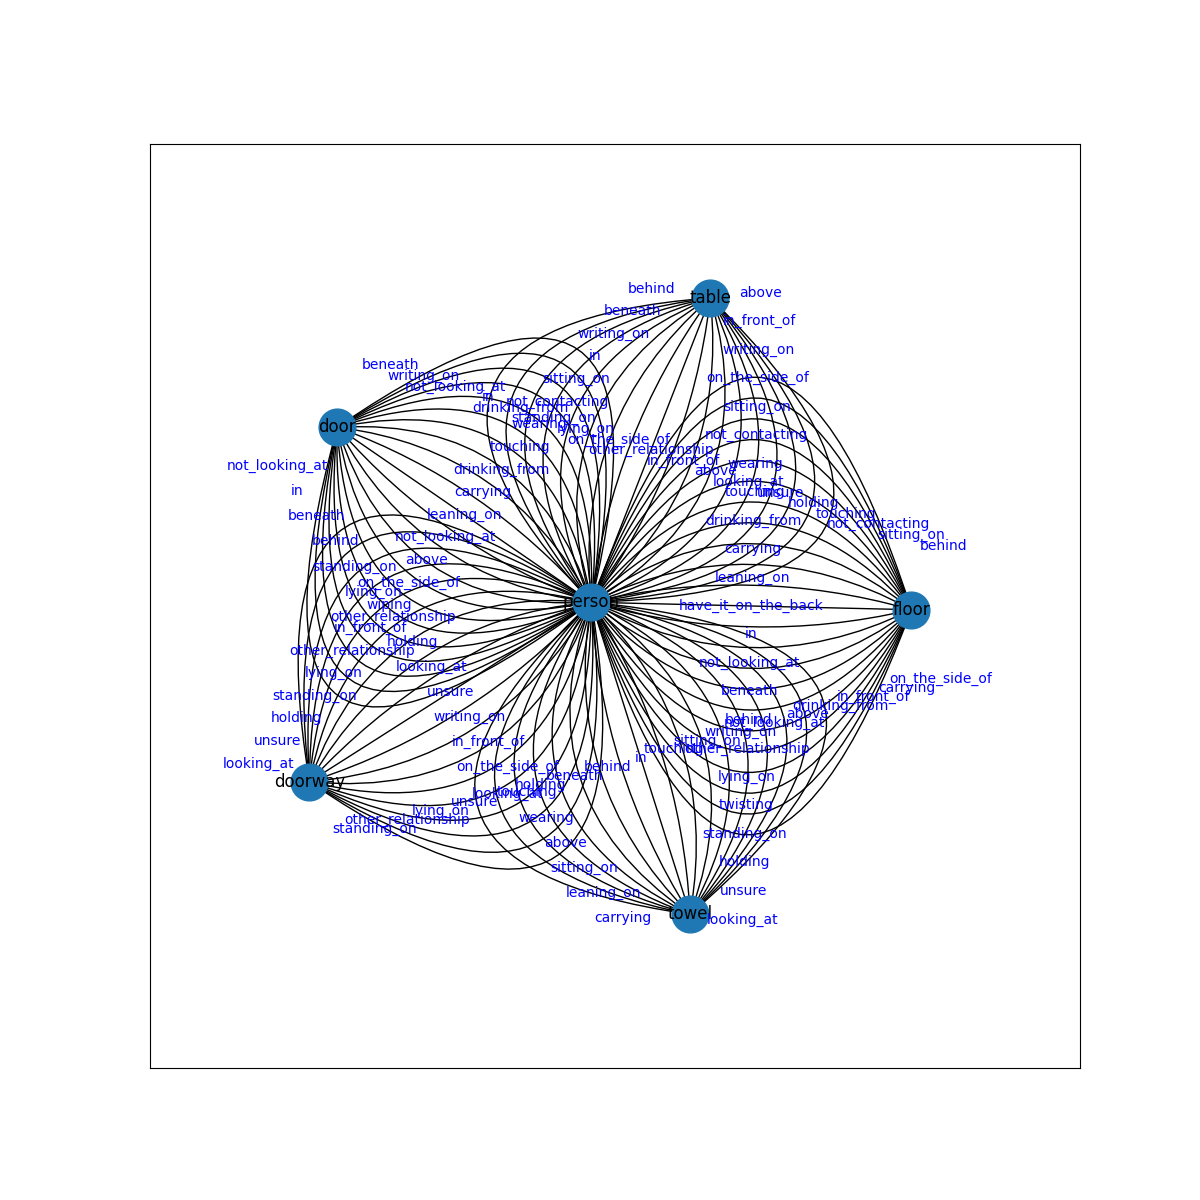 behind
table
above
beneath
in_front_of
writing_on
writing_on
in
beneath
writing_on
not_looking_at
sitting_on
on_the_side_of
in
drinking_from
not_contacting
sitting_on
standing_on
wearing
lying_on
door
on_the_side_of
not_contacting
touching
other_relationship
in_front_of
wearing
not_looking_at
drinking_from
above
looking_at
in
carrying
touching
unsure
holding
beneath
leaning_on
drinking_from
touching
not_contacting
behind
not_looking_at
sitting_on
behind
standing_on
above
carrying
on_the_side_of
lying_on
leaning_on
wiping
person
have_it_on_the_back
floor
other_relationship
in_front_of
holding
in
other_relationship
looking_at
not_looking_at
lying_on
on_the_side_of
standing_on
unsure
beneath
carrying
in_front_of
drinking_from
holding
writing_on
above
behind
not_looking_at
writing_on
unsure
in_front_of
sitting_on
touching
other_relationship
looking_at
on_the_side_of
behind
in
doorway
beneath
lying_on
holding
touching
looking_at
unsure
twisting
lying_on
other_relationship
standing_on
wearing
standing_on
above
holding
sitting_on
leaning_on
unsure
carrying
towel
looking_at